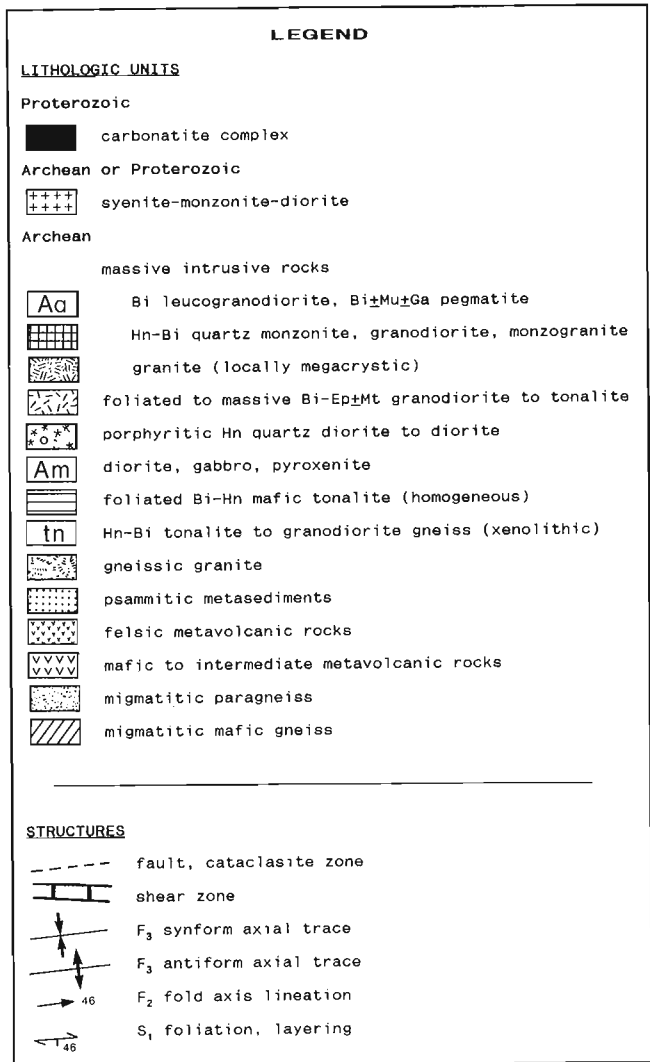 LEGEND
LITHOLOGIC UNITS
Proterozoic
carbonatite complex
Archean or Proterozoic
syenite-monzonite-diorite
Archean
massive intrusive rocks
Aa Bi leucogranodiorite, Bi±Mu±Ga pegmatite
Hn-Bi quartz monzonite, granodiorite, monzogranite
granite (locally megacrystic)
foliated to massive Bi-Ep±Mt granodiorite to tonalite
porphyritic Hn quartz diorite to diorite
Am diorite, gabbro, pyroxenite
foliated Bi-Hn mafic tonalite (homogeneous)
tn Hn-Bi tonalite to granodiorite gneiss (xenolithic)
gneissic granite
psammitic metasediments
felsic metavolcanic rocks
mafic to intermediate metavolcanic rocks
migmatitic paragneiss
migmatitic mafic gneiss
STRUCTURES
fault, cataclasite zone
shear zone
F₃ synform axial trace
F₃ antiform axial trace
46 F₂ fold axis lineation
46 S₁ foliation, layering